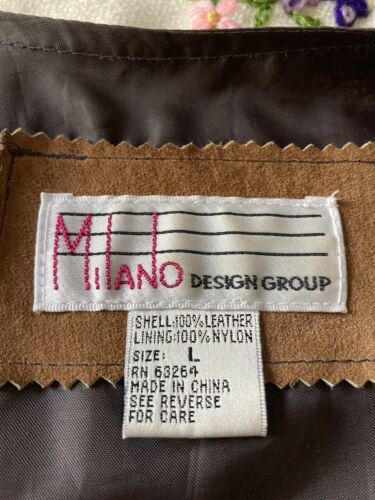 MilANO DESIGN GROUP
SHELL:100%LEATHER
LINING:100%NYLON
SIZE: L
RN 63264
MADE IN CHINA
SEE REVERSE
FOR CARE